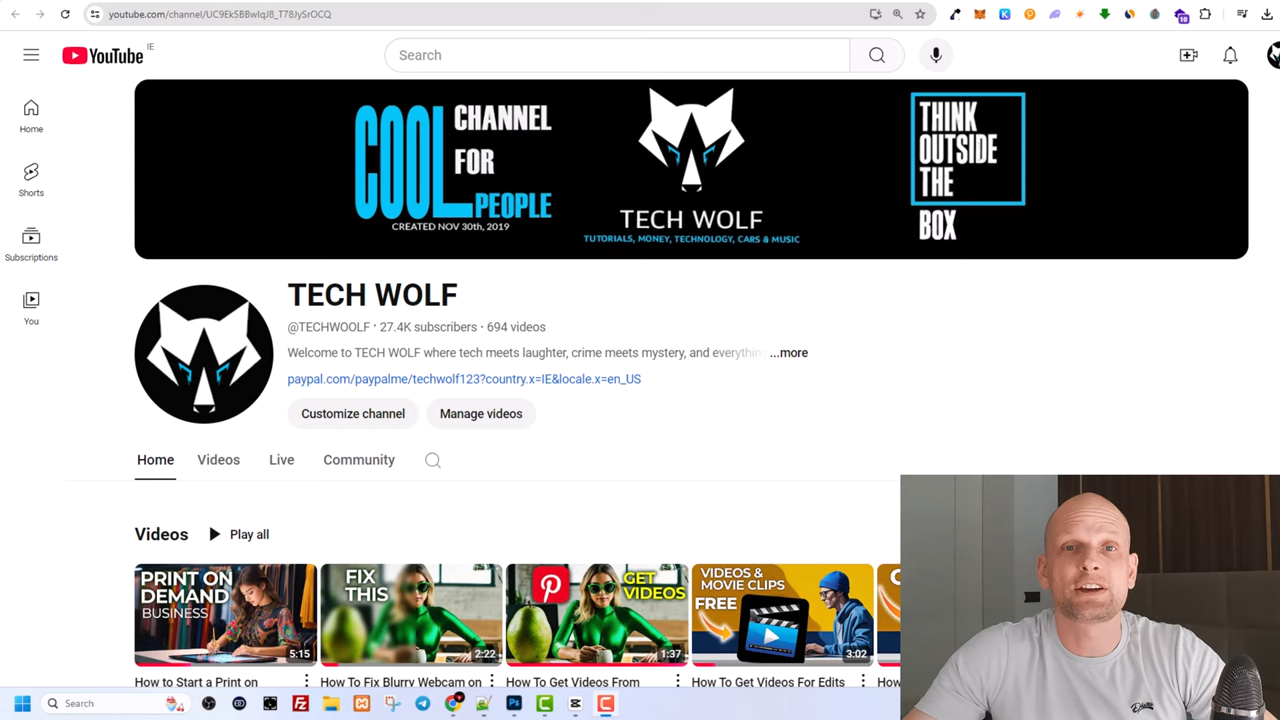 youtube.com/channel/UC9Ek5BBwIqJ8_T78JySrOCQ
YouTube IE
Search
10
Home
Shorts
Subscriptions
You
COOL
CHANNEL
FOR
PEOPLE
CREATED NOV 30th, 2019
TECH WOLF
TUTORIALS, MONEY, TECHNOLOGY, CARS & MUSIC
THINK
OUTSIDE
THE
BOX
TECH WOLF
@TECHWOOLF · 27.4K subscribers · 694 videos
Welcome to TECH WOLF where tech meets laughter, crime meets mystery, and everything ...more
paypal.com/paypalme/techwolf123?country.x=IE&locale.x=en_US
Customize channel
Manage videos
Home
Videos
Live
Community
Videos
Play all
PRINT ON
DEMAND
BUSINESS
5:15
FIX
THIS
2:22
GET
VIDEOS
1:37
VIDEOS &
MOVIE CLIPS
FREE
3:02
How to Start a Print on
How To Fix Blurry Webcam on
How To Get Videos From
How To Get Videos For Edits
Search